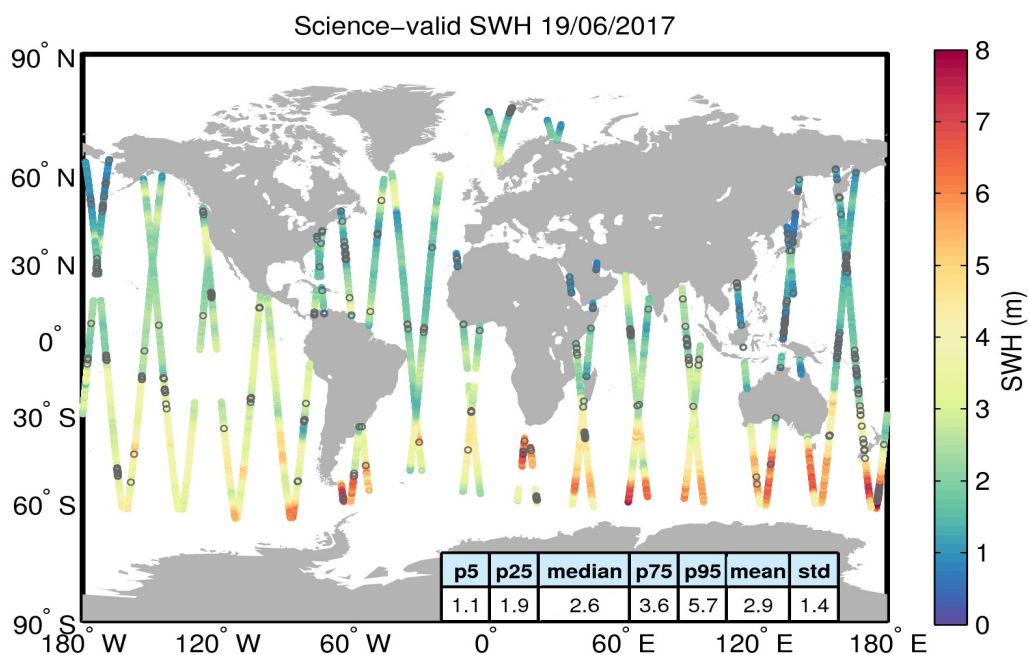 Science−valid SWH 19/06/2017
90° N
60° N
30° N
0°
30° S
60° S
90° S
180° W
120° W
60° W
0°
60° E
120° E
180° E
p5 p25 median p75 p95 mean std
1.1 1.9 2.6 3.6 5.7 2.9 1.4
8
7
6
5
4
3
2
1
0
SWH (m)